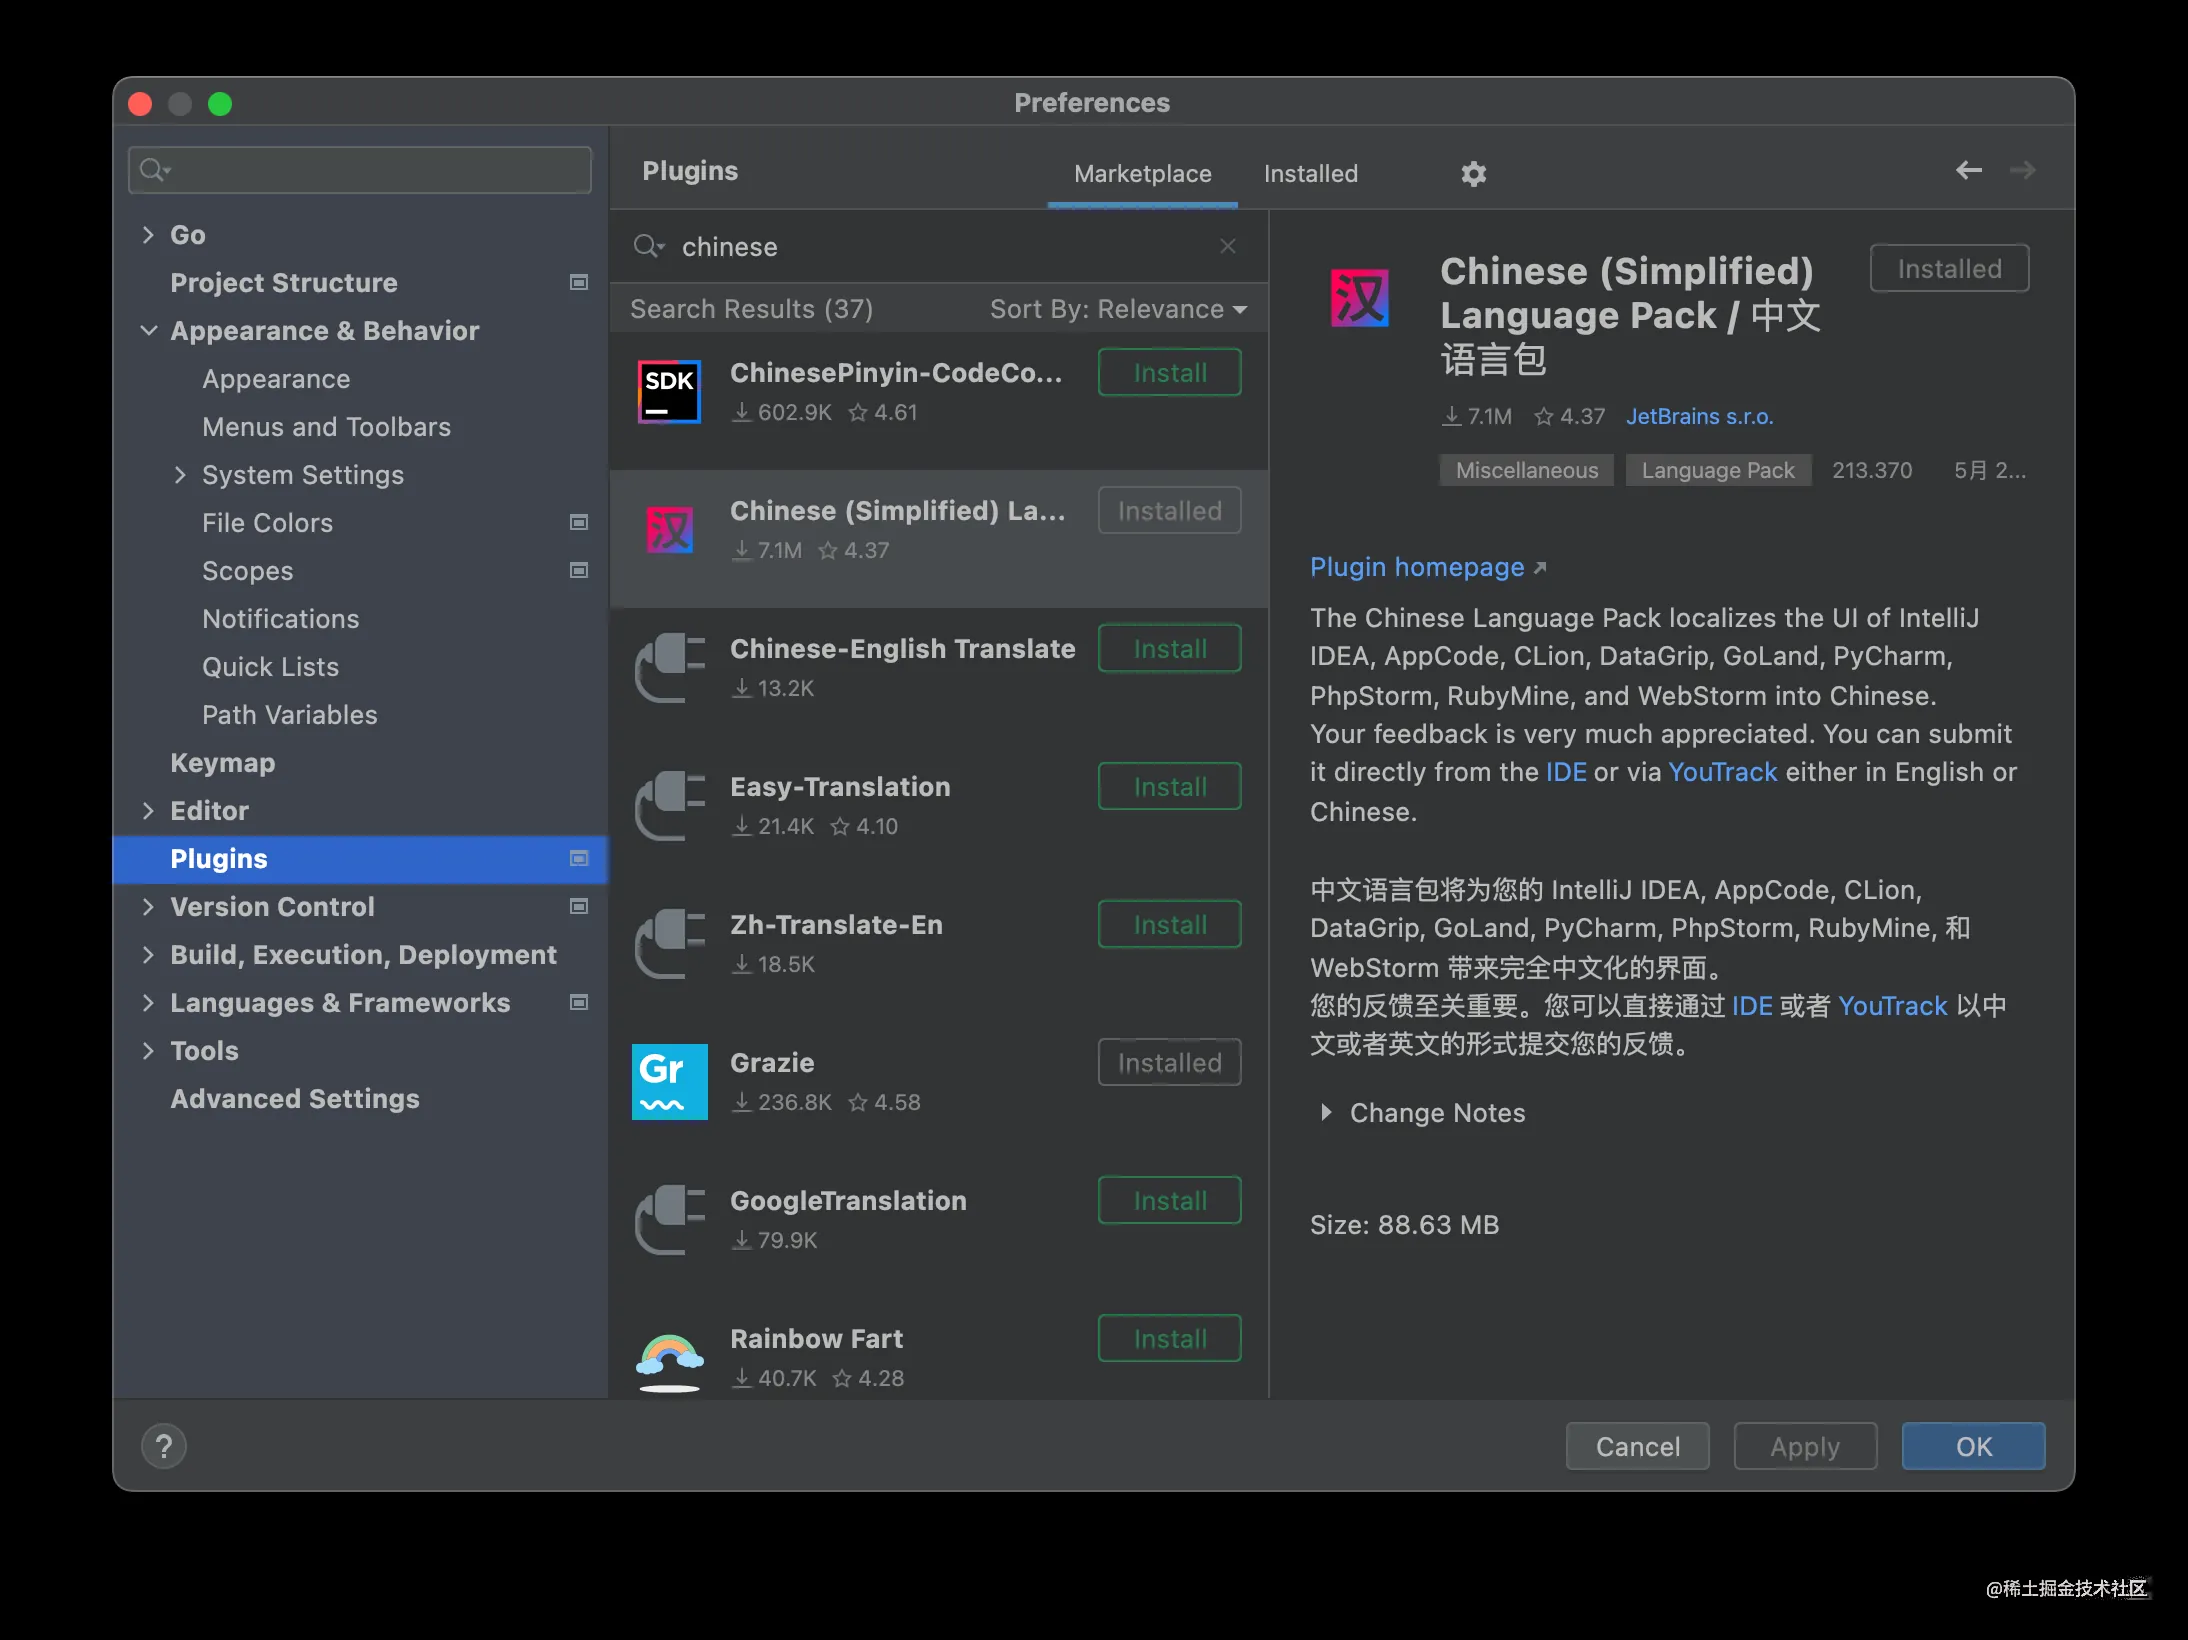 Preferences
Go
Project Structure
Appearance & Behavior
Appearance
Menus and Toolbars
System Settings
File Colors
Scopes
Notifications
Quick Lists
Path Variables
Keymap
Editor
Plugins
Version Control
Build, Execution, Deployment
Languages & Frameworks
Tools
Advanced Settings
Plugins
Marketplace
Installed
chinese
Search Results (37)
Sort By: Relevance
SDK
ChinesePinyin-CodeCo...
Install
602.9K 4.61
汉
Chinese (Simplified) La...
Installed
7.1M 4.37
Chinese-English Translate
Install
13.2K
Easy-Translation
Install
21.4K 4.10
Zh-Translate-En
Install
18.5K
Gr
Grazie
Installed
236.8K 4.58
GoogleTranslation
Install
79.9K
Rainbow Fart
Install
40.7K 4.28
汉
Chinese (Simplified)
Language Pack / 中文
语言包
Installed
7.1M 4.37 JetBrains s.r.o.
Miscellaneous Language Pack 213.370 5月 2...
Plugin homepage
The Chinese Language Pack localizes the UI of IntelliJ
IDEA, AppCode, CLion, DataGrip, GoLand, PyCharm,
PhpStorm, RubyMine, and WebStorm into Chinese.
Your feedback is very much appreciated. You can submit
it directly from the IDE or via YouTrack either in English or
Chinese.
中文语言包将为您的 IntelliJ IDEA, AppCode, CLion,
DataGrip, GoLand, PyCharm, PhpStorm, RubyMine, 和
WebStorm 带来完全中文化的界面。
您的反馈至关重要。您可以直接通过 IDE 或者 YouTrack 以中
文或者英文的形式提交您的反馈。
Change Notes
Size: 88.63 MB
?
Cancel
Apply
OK
@稀土掘金技术社区